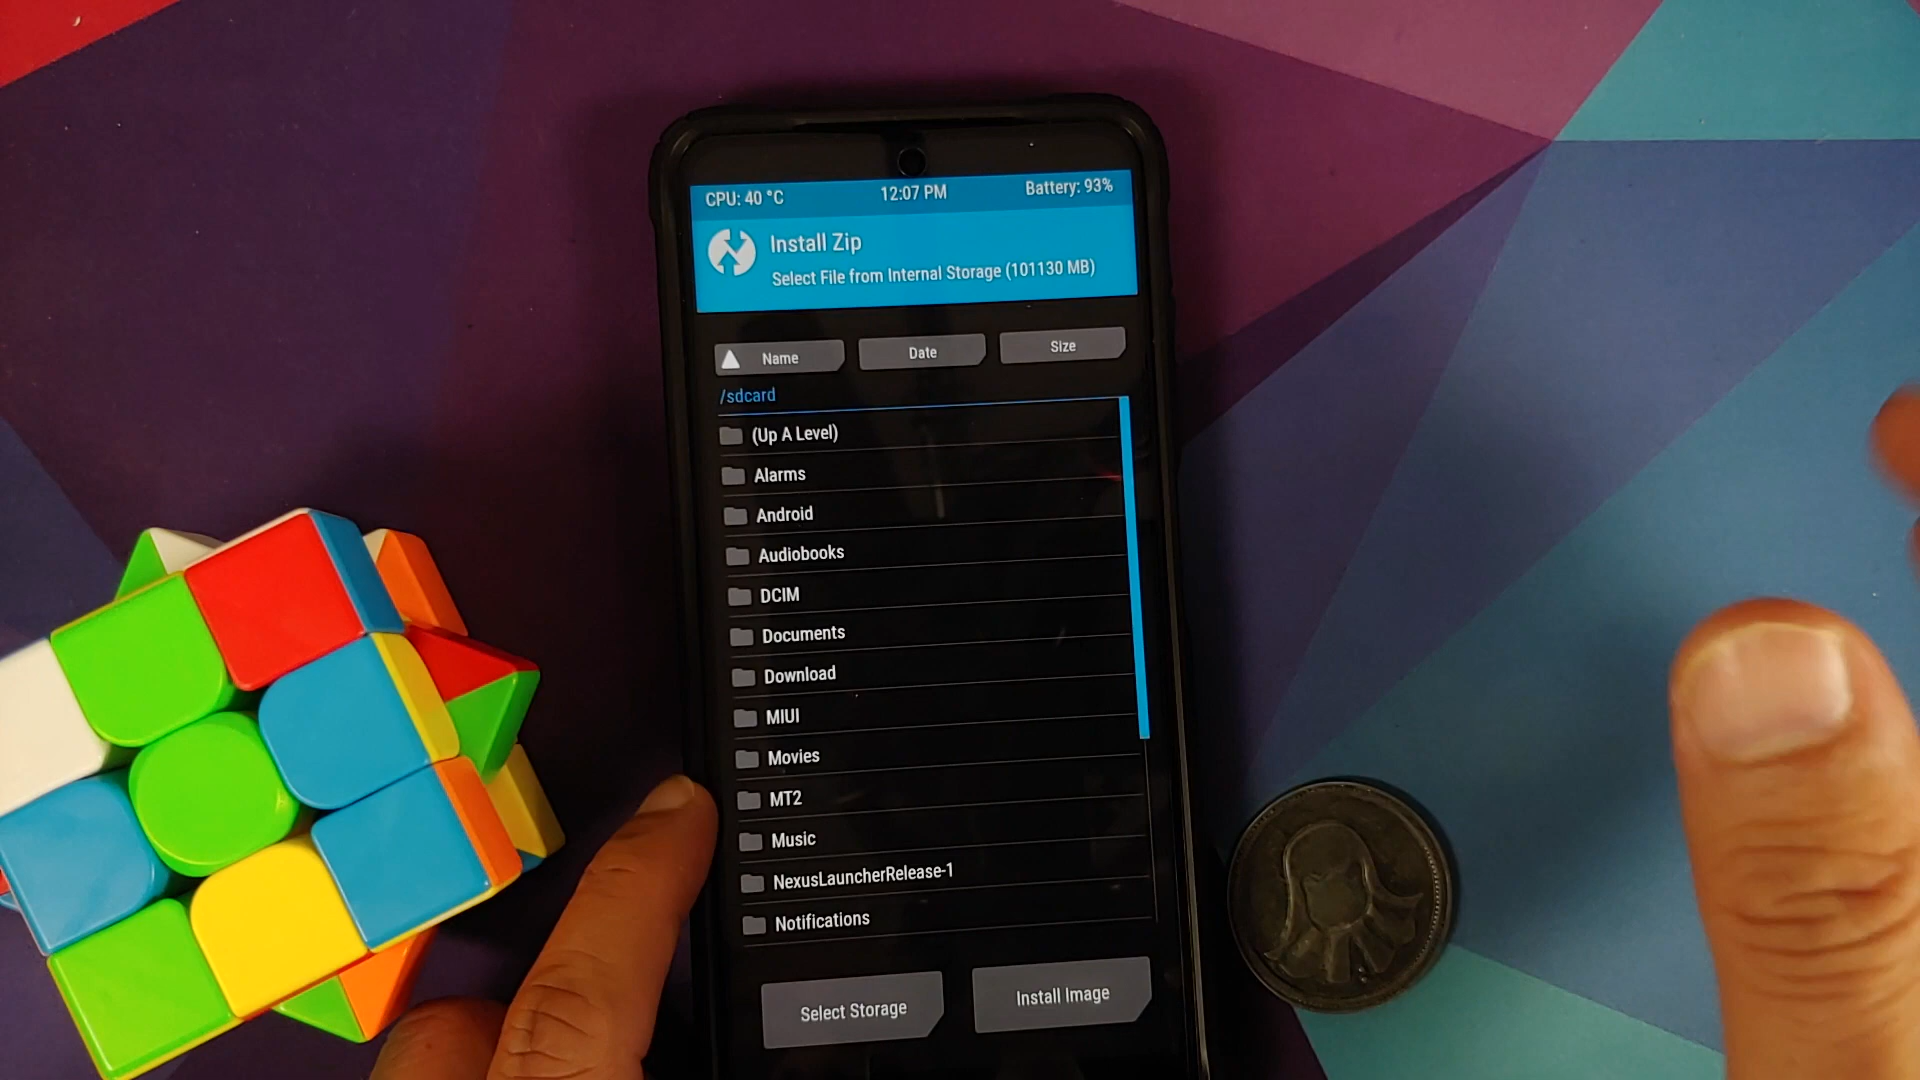 CPU: 40 °C 12:07 PM Battery: 93%
Install Zip
Select File from Internal Storage (101130 MB)
Name Date Size
/sdcard
(Up A Level)
Alarms
Android
Audiobooks
DCIM
Documents
Download
MIUI
Movies
MT2
Music
NexusLauncherRelease-1
Notifications
Select Storage Install Image